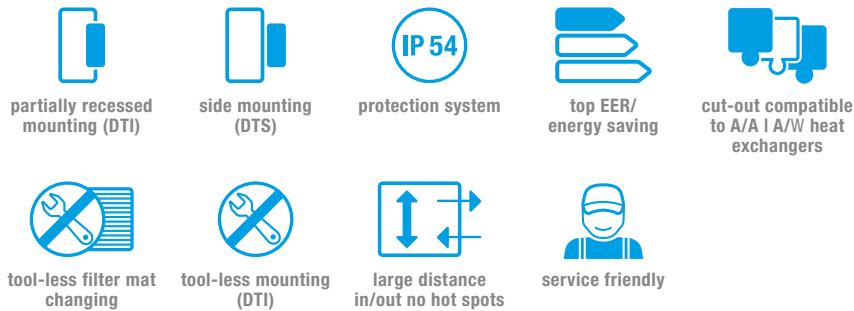 IP 54
partially recessed
mounting (DTI)
side mounting
(DTS)
protection system
top EER/
energy saving
cut-out compatible
to A/A I A/W heat
exchangers
tool-less filter mat
changing
tool-less mounting
(DTI)
large distance
in/out no hot spots
service friendly